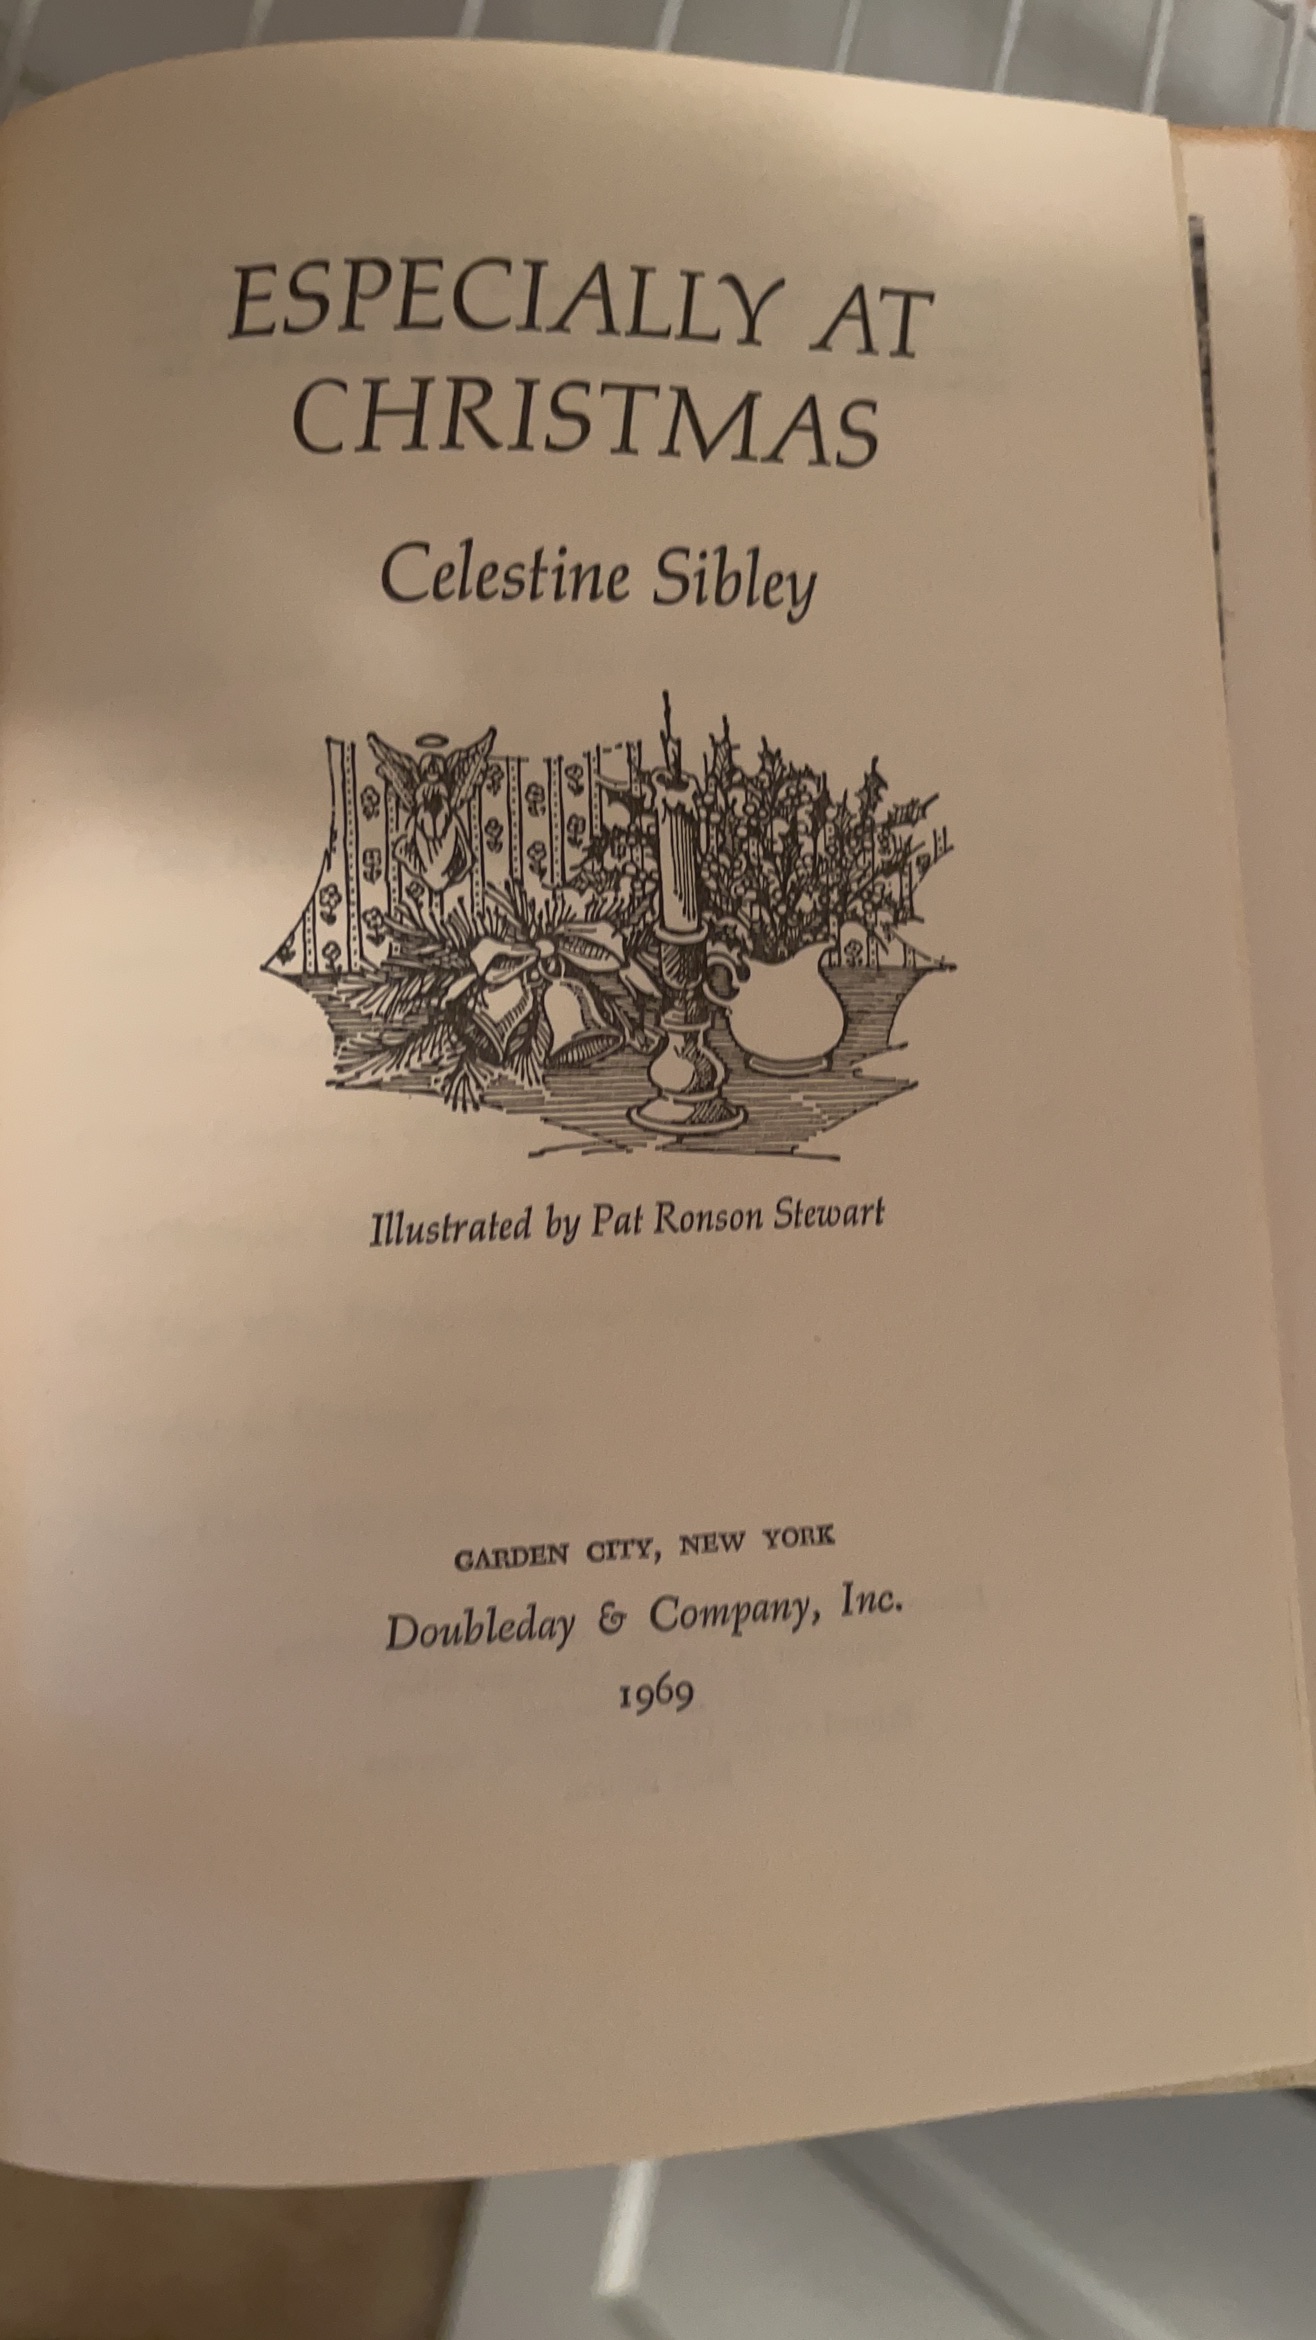 ESPECIALLY AT
CHRISTMAS
Celestine Sibley
Illustrated by Pat Ronson Stewart
GARDEN CITY, NEW YORK
Doubleday & Company, Inc.
1969